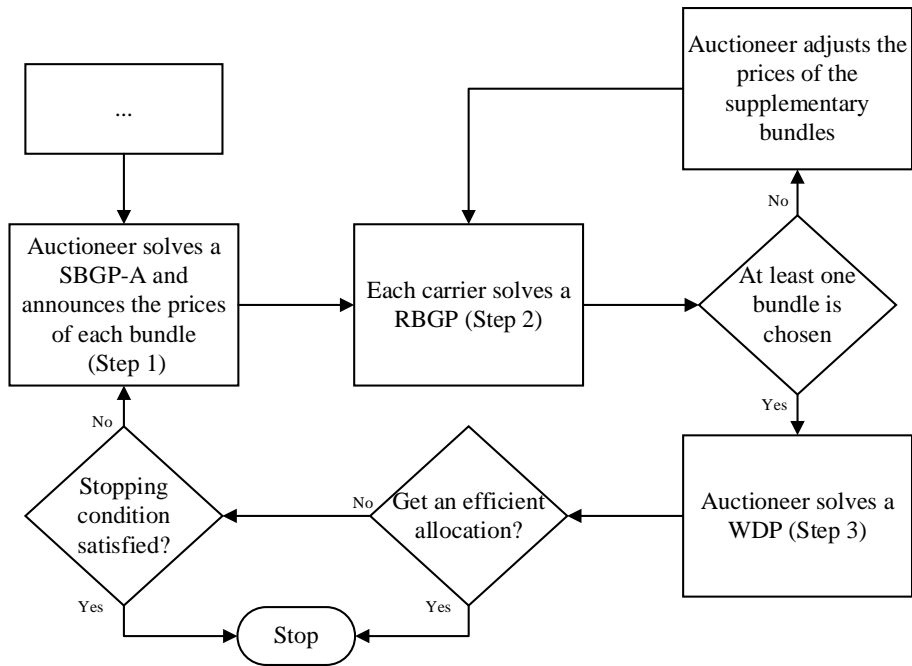 ...
Auctioneer adjusts the
prices of the
supplementary
bundles
No
Auctioneer solves a
SBGP-A and
announces the prices
of each bundle
(Step 1)
Each carrier solves a
RBGP (Step 2)
At least one
bundle is
chosen
Yes
No
Stopping
condition
satisfied?
No
Get an efficient
allocation?
Auctioneer solves a
WDP (Step 3)
Yes
Yes
Stop